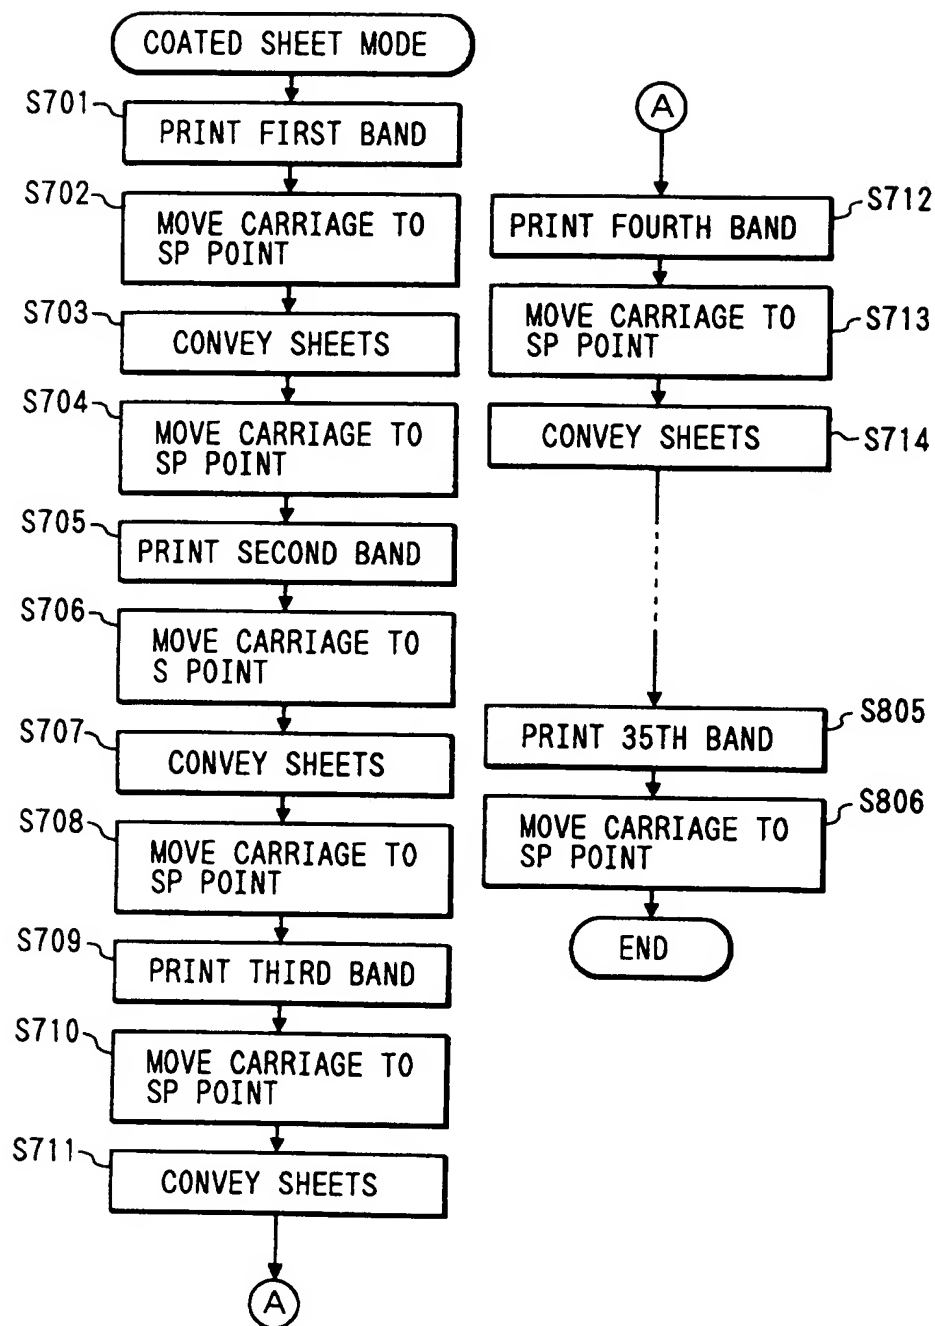 COATED SHEET MODE
S701
PRINT FIRST BAND
S702
MOVE CARRIAGE TO
SP POINT
S703
CONVEY SHEETS
S704
MOVE CARRIAGE TO
SP POINT
S705
PRINT SECOND BAND
S706
MOVE CARRIAGE TO
S POINT
S707
CONVEY SHEETS
S708
MOVE CARRIAGE TO
SP POINT
S709
PRINT THIRD BAND
S710
MOVE CARRIAGE TO
SP POINT
S711
CONVEY SHEETS
A
A
PRINT FOURTH BAND
S712
MOVE CARRIAGE TO
SP POINT
S713
CONVEY SHEETS
S714
PRINT 35TH BAND
S805
MOVE CARRIAGE TO
SP POINT
S806
END